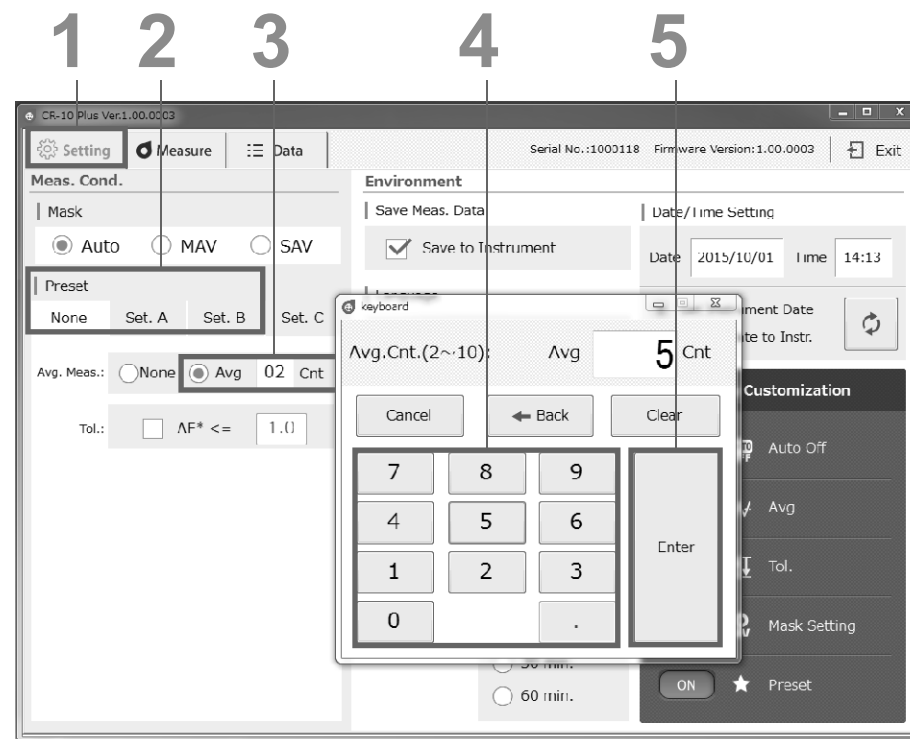 1 2 3 4 5
CR-10 Plus Ver.1.00.0003
Setting Measure Data Serial No.:1000118 Firmware Version:1.00.0003 Exit
Meas. Cond. Environment
Mask Save Meas. Data Date/Time Setting
Auto MAV SAV Save to Instrument Date 2015/10/01 Time 14:13
Preset Language
None Set. A Set. B Set. C
keyboard
ment Date
te to Instr.
Avg.Cnt.(2~10): Avg 5 Cnt
Avg. Meas.: None Avg 02 Cnt
Cancel Back Clear
Tol.: <= 1.0
7 8 9
4 5 6
1 2 3
0 .
Enter
Customization
Auto Off
Avg
Tol.
Mask Setting
30 min.
60 min.
ON Preset